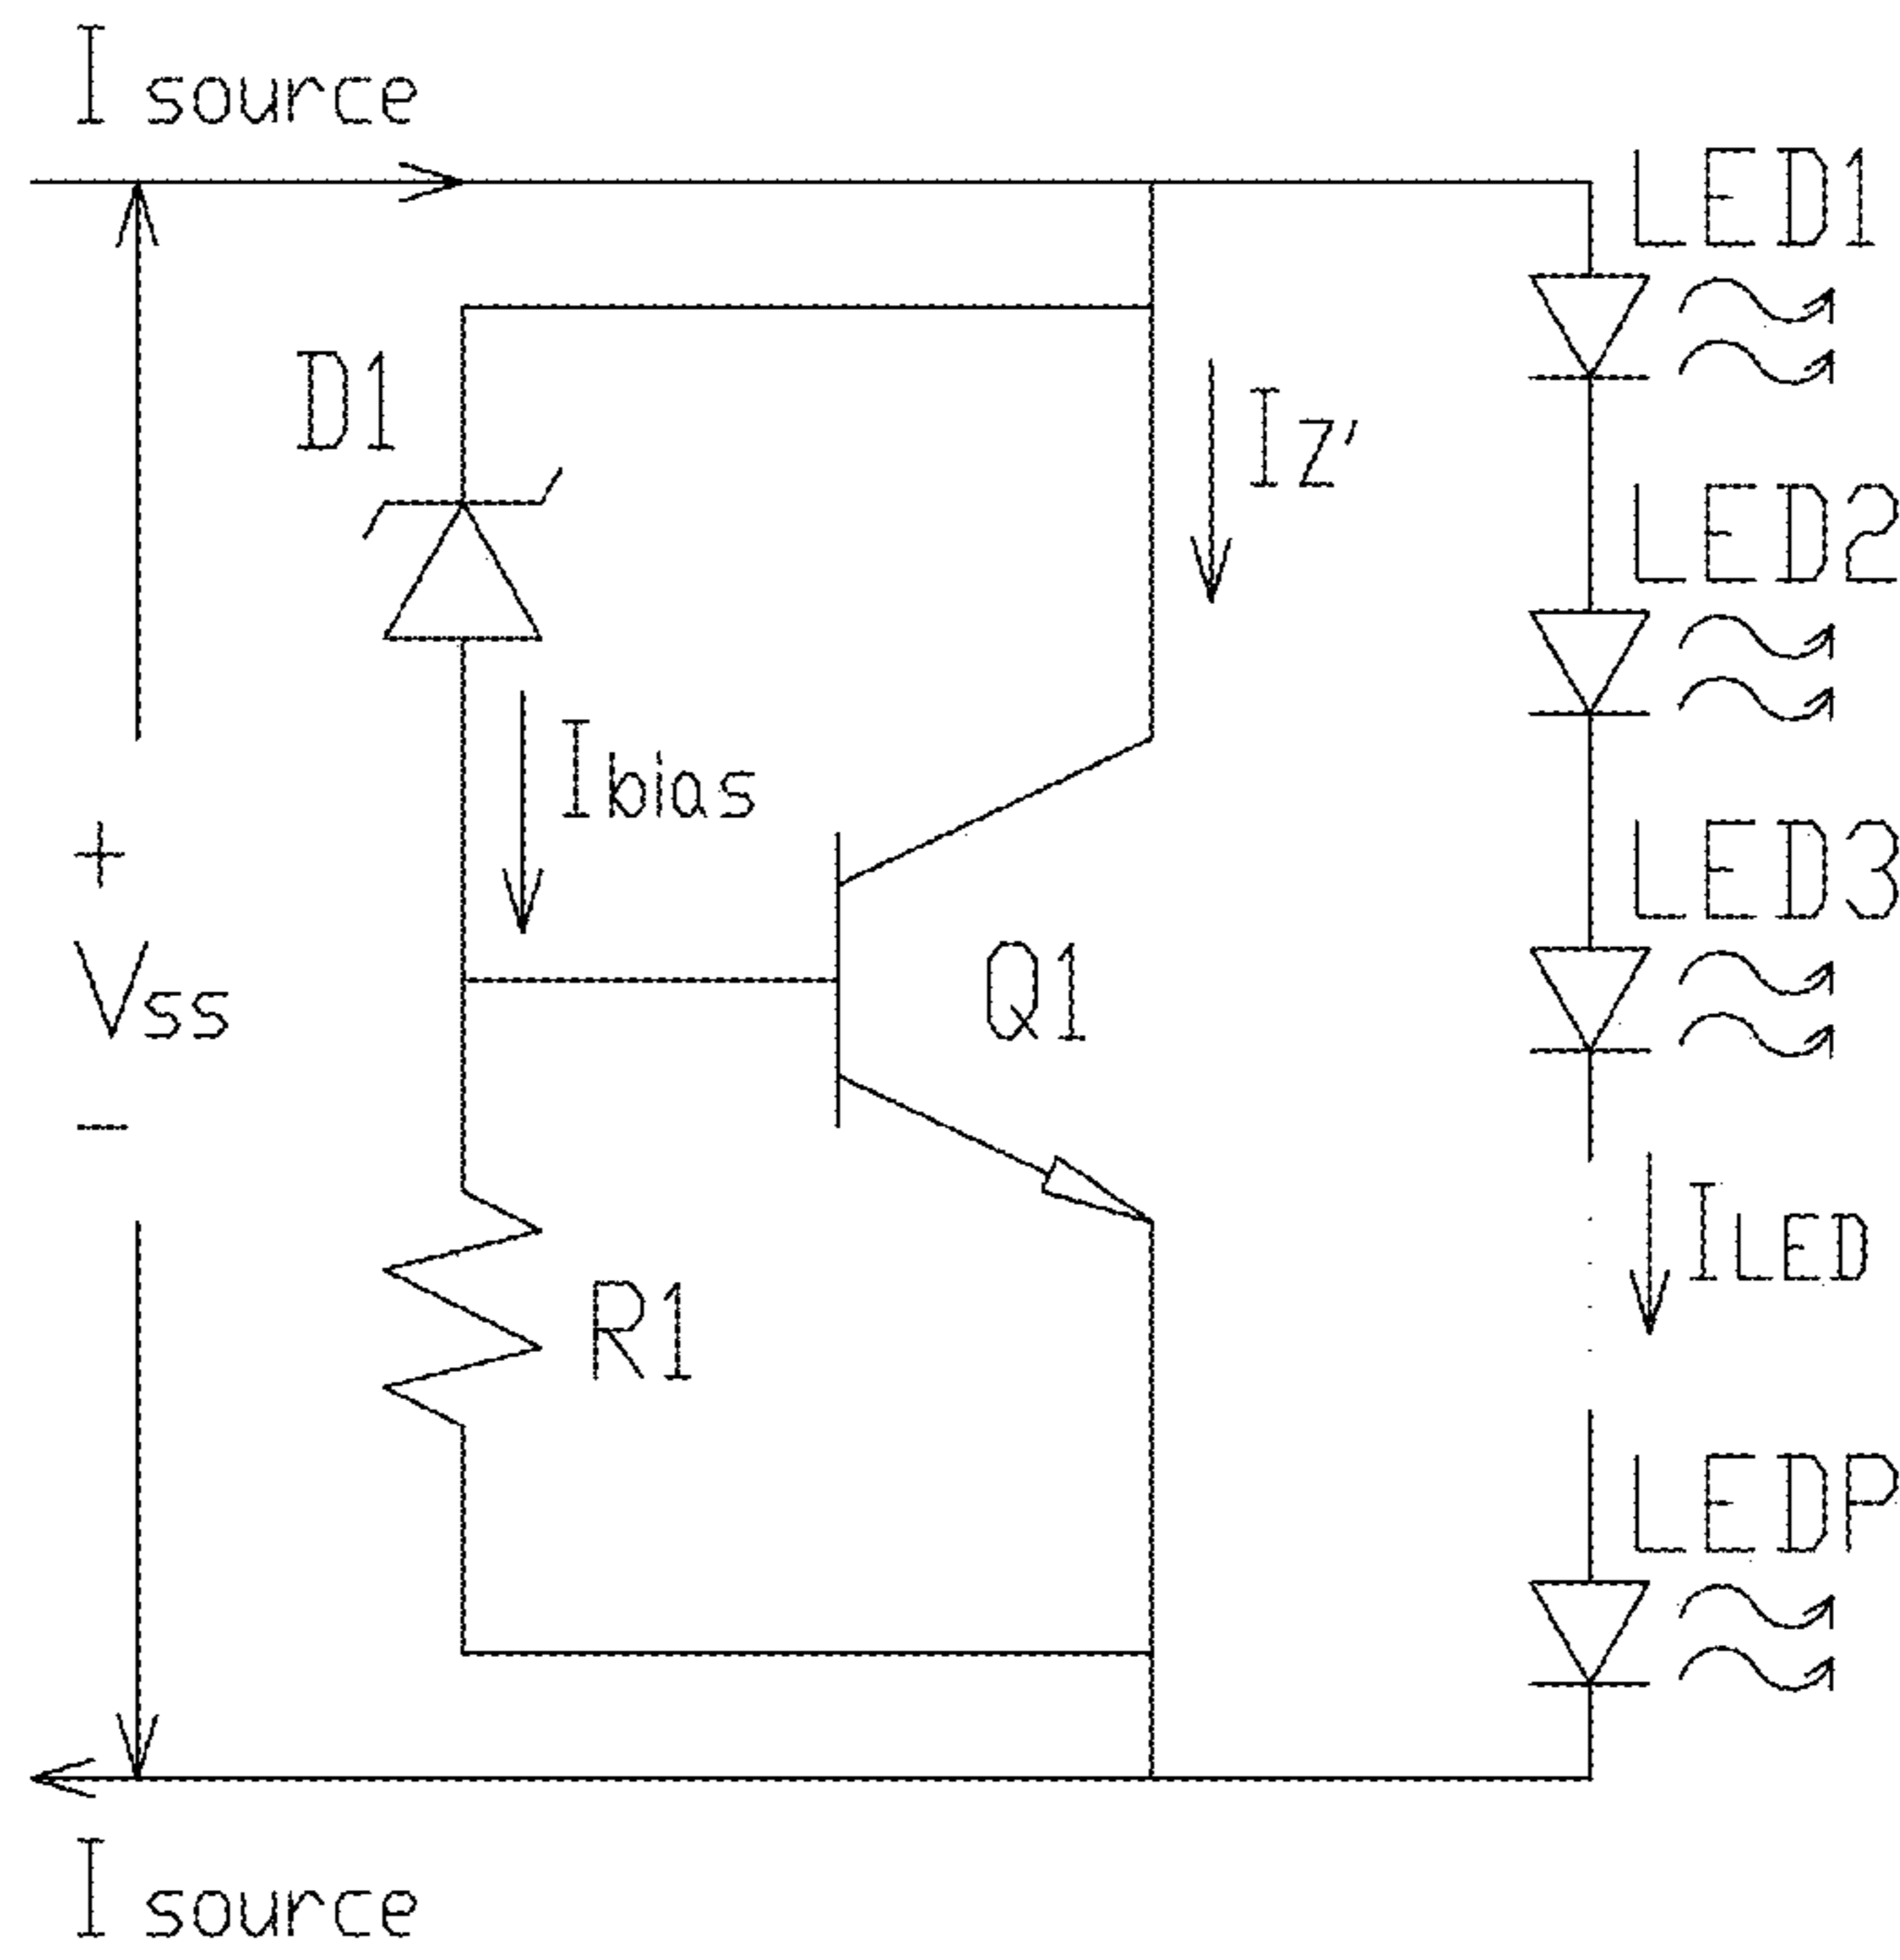 I source
LED1
D1
Iz'
LED2
Ibias
+
LED3
Vss
Q1
-
ILED
R1
LEDP
I source